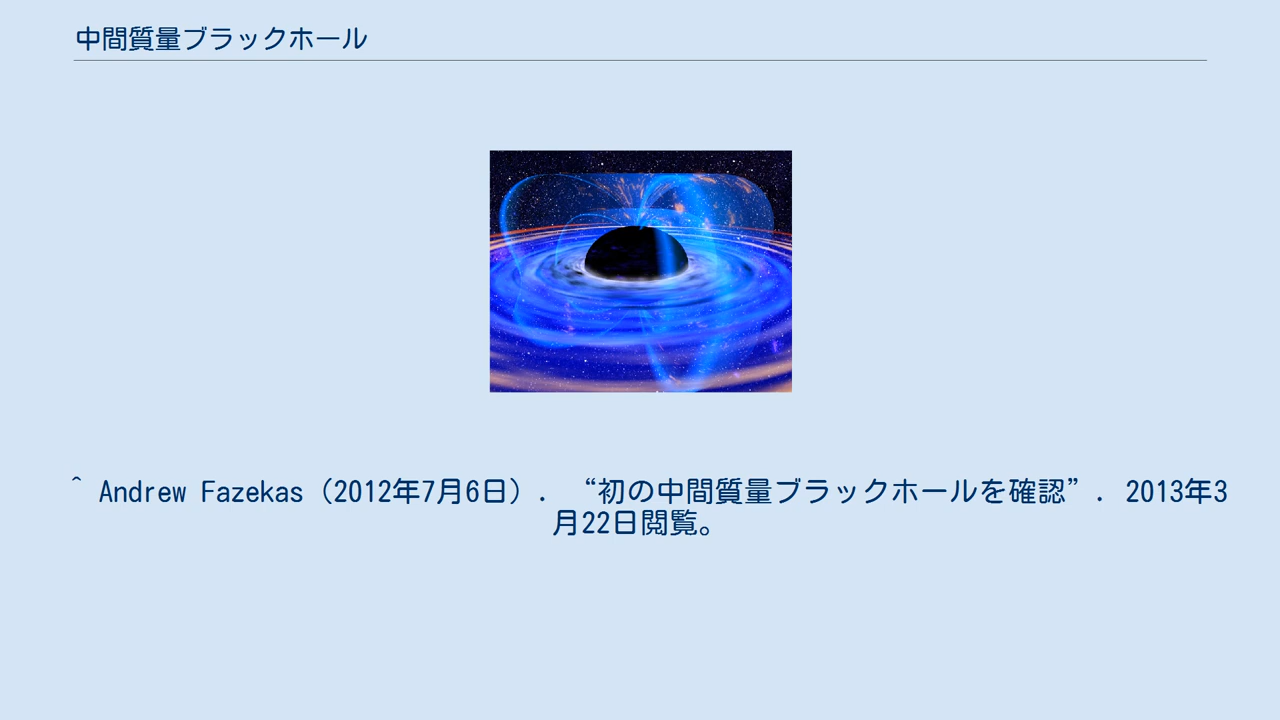 中間質量ブラックホール
^ Andrew Fazekas (2012年7月6日). “初の中間質量ブラックホールを確認”. 2013年3
月22日閲覧。